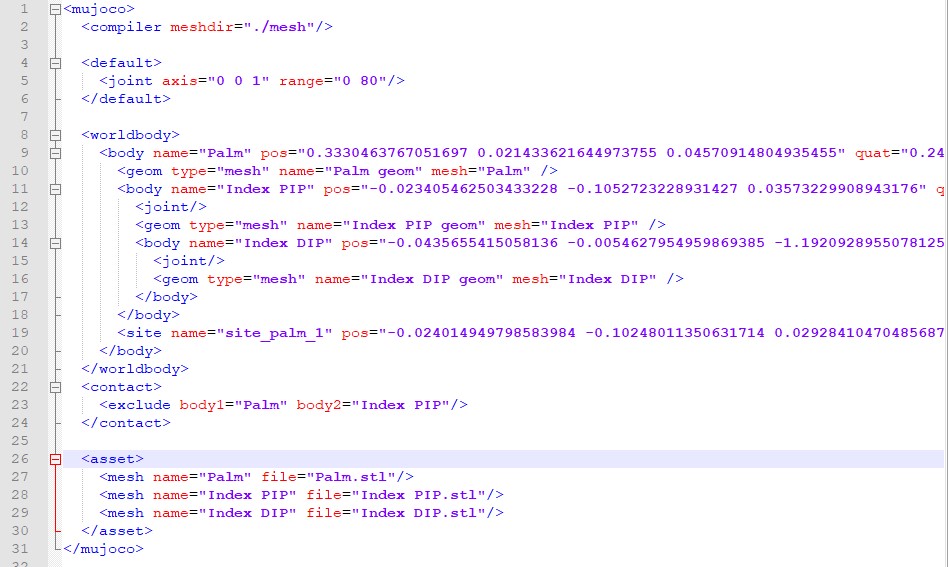 1 <mujoco>
2 <compiler meshdir="./mesh"/>
3
4 <default>
5 <joint axis="0 0 1" range="0 80"/>
6 </default>
7
8 <worldbody>
9 <body name="Palm" pos="0.3330463767051697 0.021433621644973755 0.04570914804935455" quat="0.24
10 <geom type="mesh" name="Palm geom" mesh="Palm" />
11 <body name="Index PIP" pos="-0.023405462503433228 -0.1052723228931427 0.03573229908943176" q
12 <joint/>
13 <geom type="mesh" name="Index PIP geom" mesh="Index PIP" />
14 <body name="Index DIP" pos="-0.0435655415058136 -0.0054627954959869385 -1.1920928955078125
15 <joint/>
16 <geom type="mesh" name="Index DIP geom" mesh="Index DIP" />
17 </body>
18 </body>
19 <site name="site_palm_1" pos="-0.024014949798583984 -0.10248011350631714 0.02928410470485687
20 </body>
21 </worldbody>
22 <contact>
23 <exclude body1="Palm" body2="Index PIP"/>
24 </contact>
25
26 <asset>
27 <mesh name="Palm" file="Palm.stl"/>
28 <mesh name="Index PIP" file="Index PIP.stl"/>
29 <mesh name="Index DIP" file="Index DIP.stl"/>
30 </asset>
31 </mujoco>
32